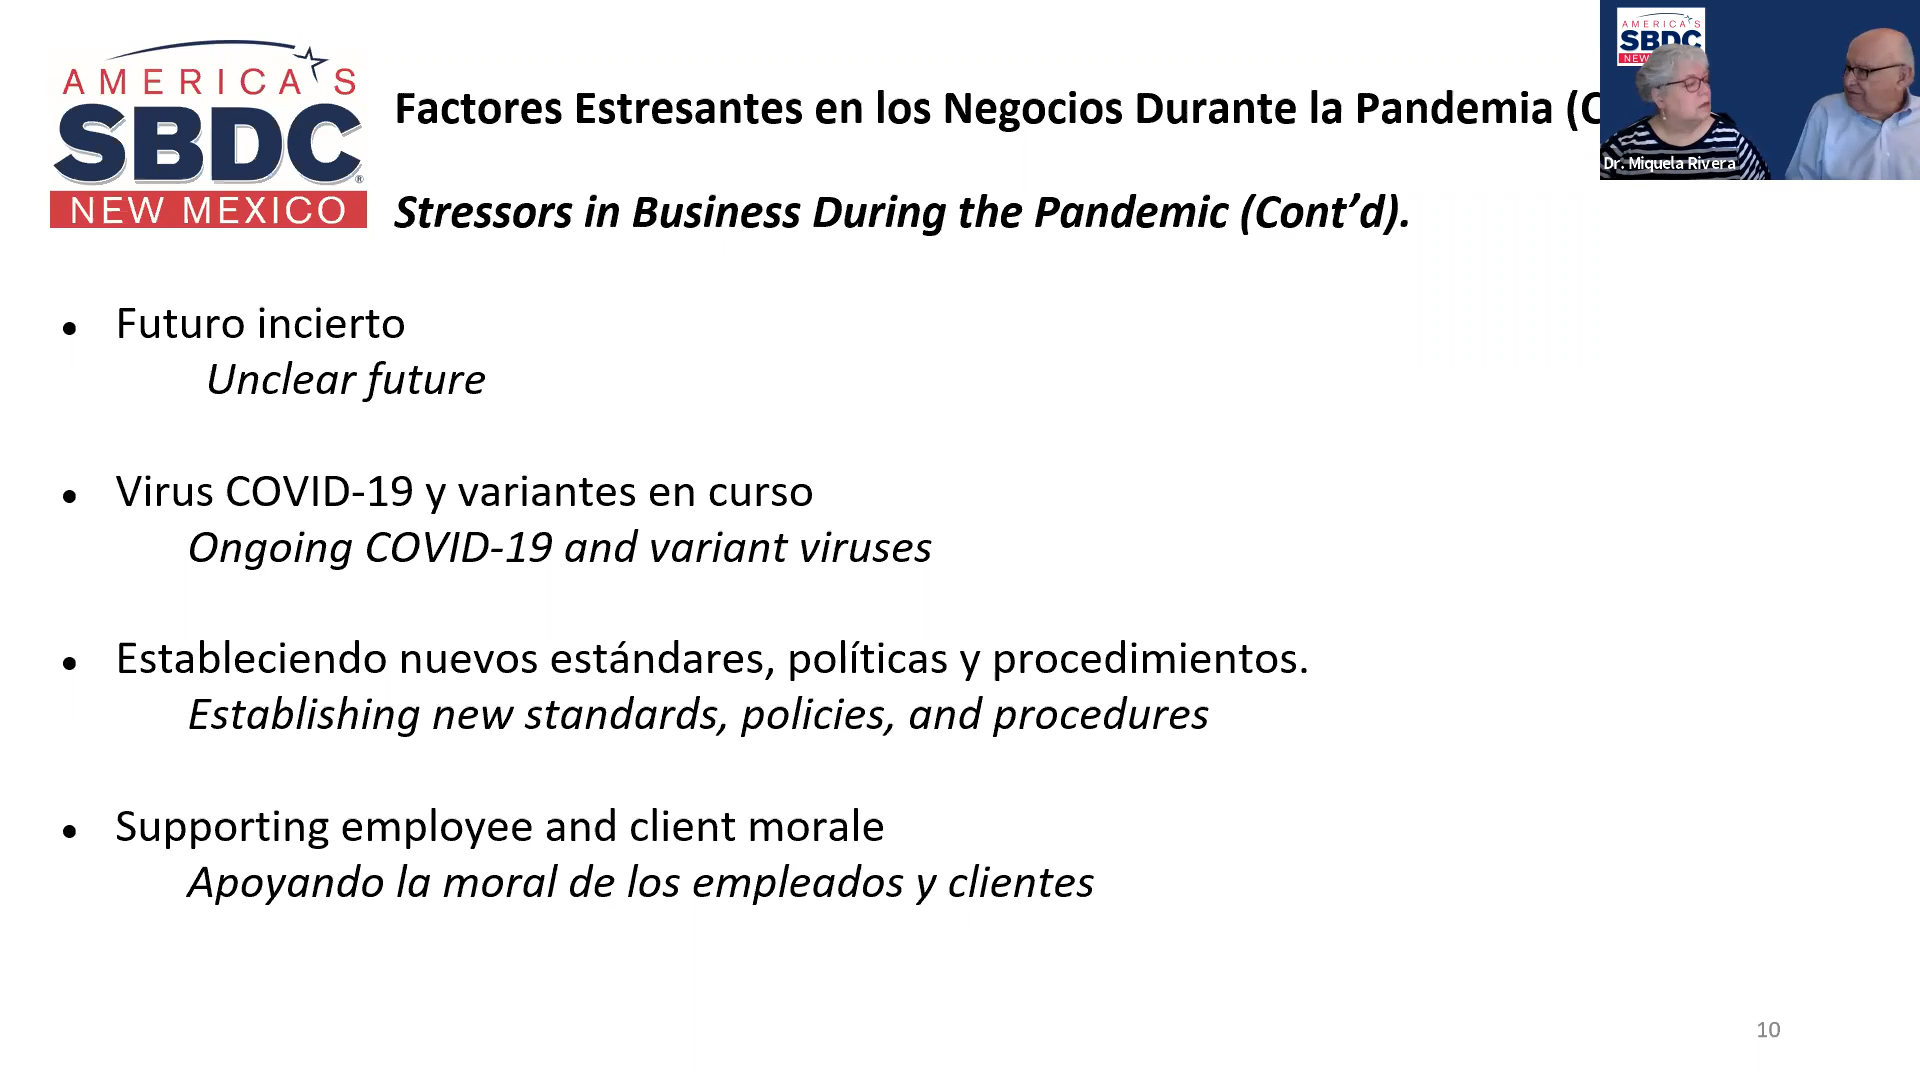 AMERICA'S
SBDC
NEW MEXICO
Factores Estresantes en los Negocios Durante la Pandemia (C
Stressors in Business During the Pandemic (Cont’d).
AMERICA'S
SBDC
NEW
Dr. Miquela Rivera
• Futuro incierto
Unclear future
• Virus COVID-19 y variantes en curso
Ongoing COVID-19 and variant viruses
• Estableciendo nuevos estándares, políticas y procedimientos.
Establishing new standards, policies, and procedures
• Supporting employee and client morale
Apoyando la moral de los empleados y clientes
10